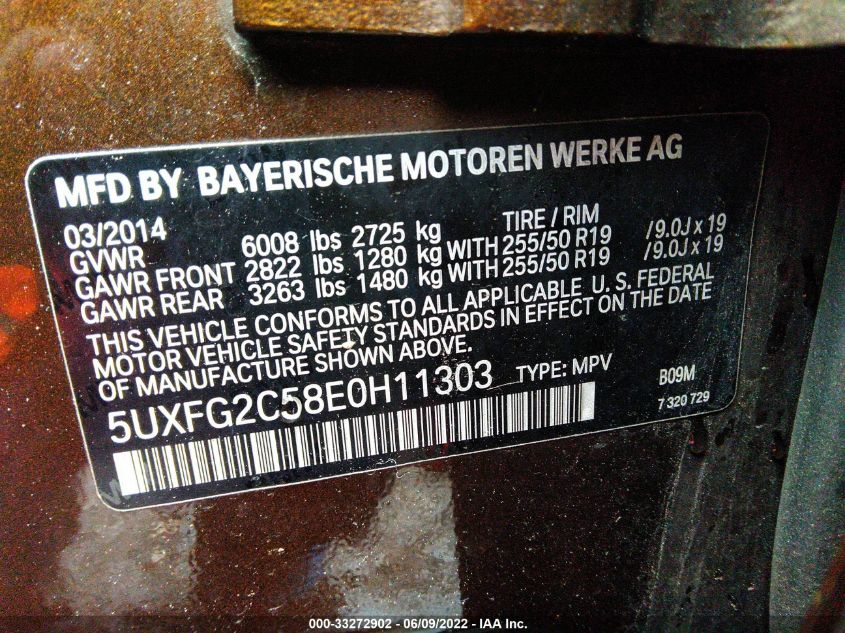 MFD BY BAYERISCHE MOTOREN WERKE AG
03/2014 TIRE / RIM
GVWR 6008 lbs 2725 kg
GAWR FRONT 2822 lbs 1280 kg WITH 255/50 R19 /9.0J x 19
GAWR REAR 3263 lbs 1480 kg WITH 255/50 R19 /9.0J x 19
THIS VEHICLE CONFORMS TO ALL APPLICABLE U. S. FEDERAL
MOTOR VEHICLE SAFETY STANDARDS IN EFFECT ON THE DATE
OF MANUFACTURE SHOWN ABOVE.
5UXFG2C58E0H11303 TYPE: MPV B09M
7 320 729
000-33272902 - 06/09/2022 - IAA Inc.